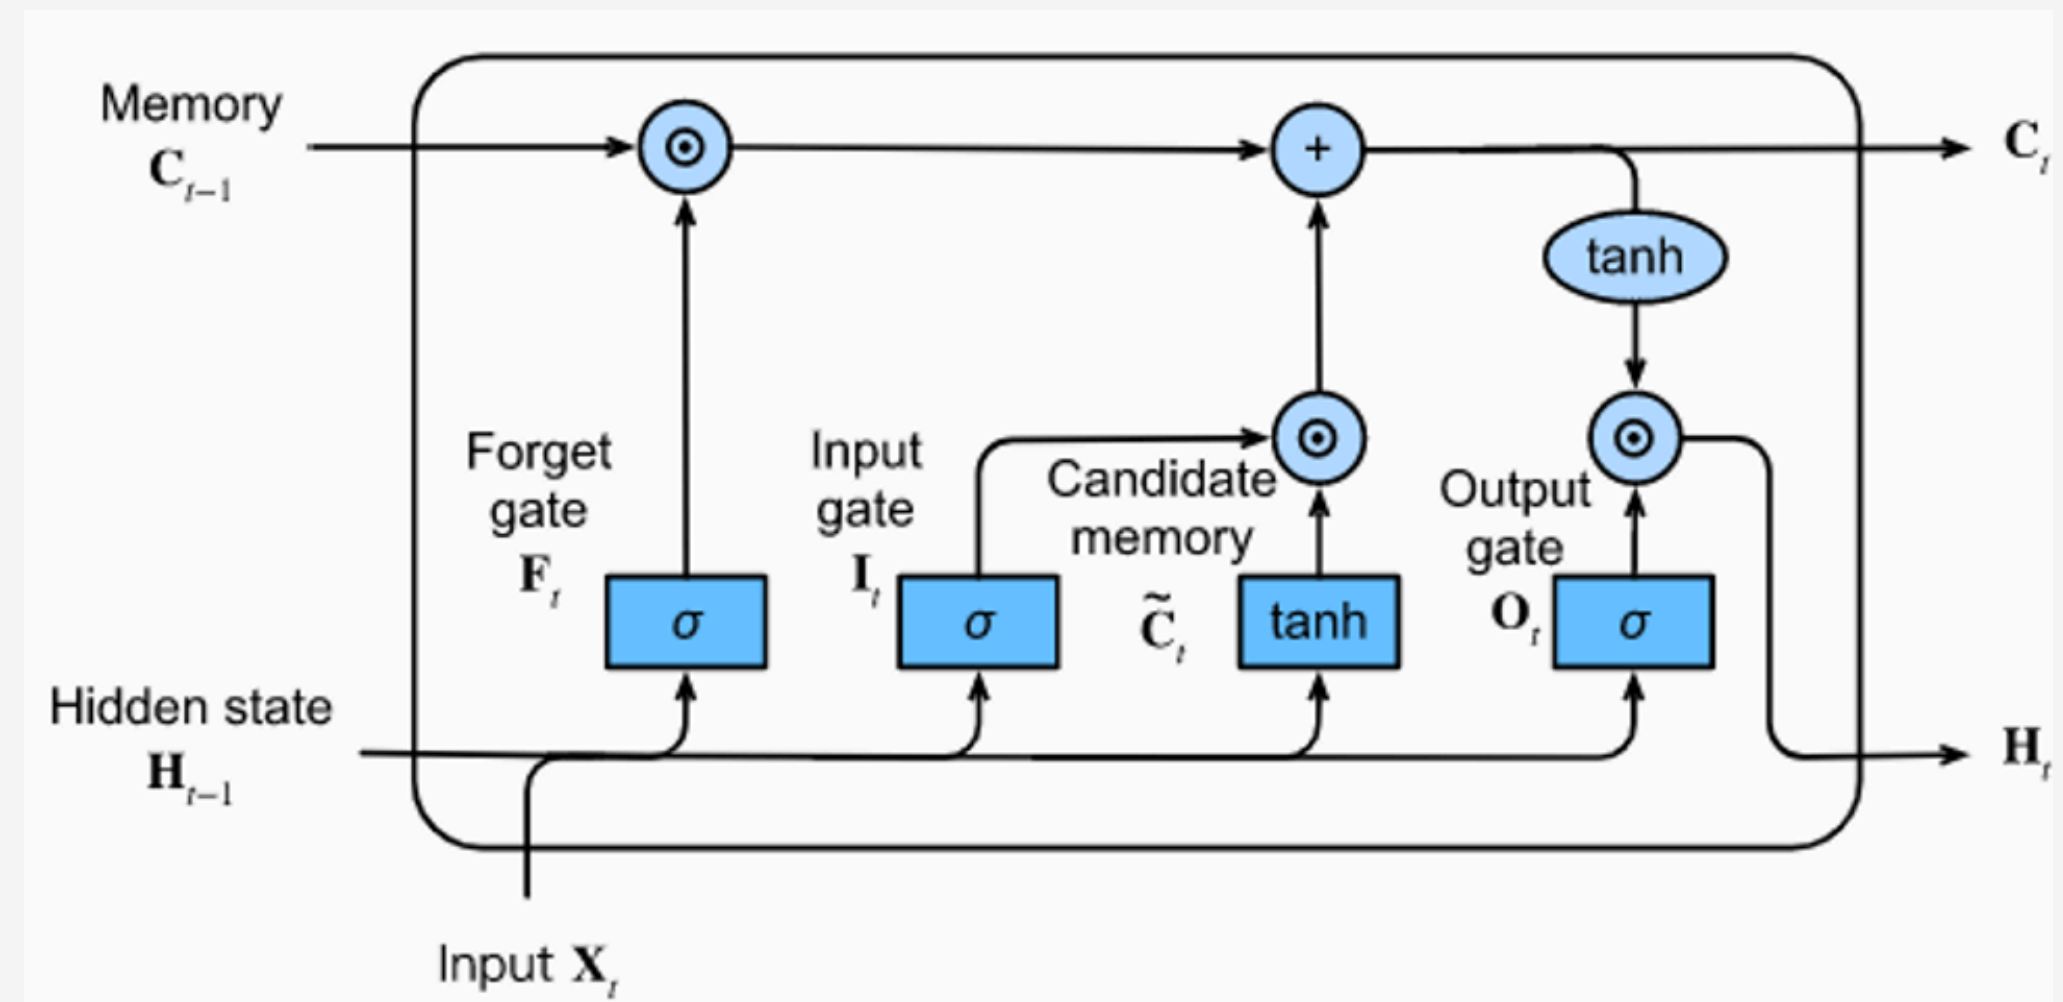 Memory
C_{t-1}
⊙
+
C_t
tanh
Forget
gate
F_t
σ
Input
gate
I_t
σ
Candidate
memory
C̃_t
tanh
⊙
Output
gate
O_t
σ
⊙
Hidden state
H_{t-1}
H_t
Input X_t